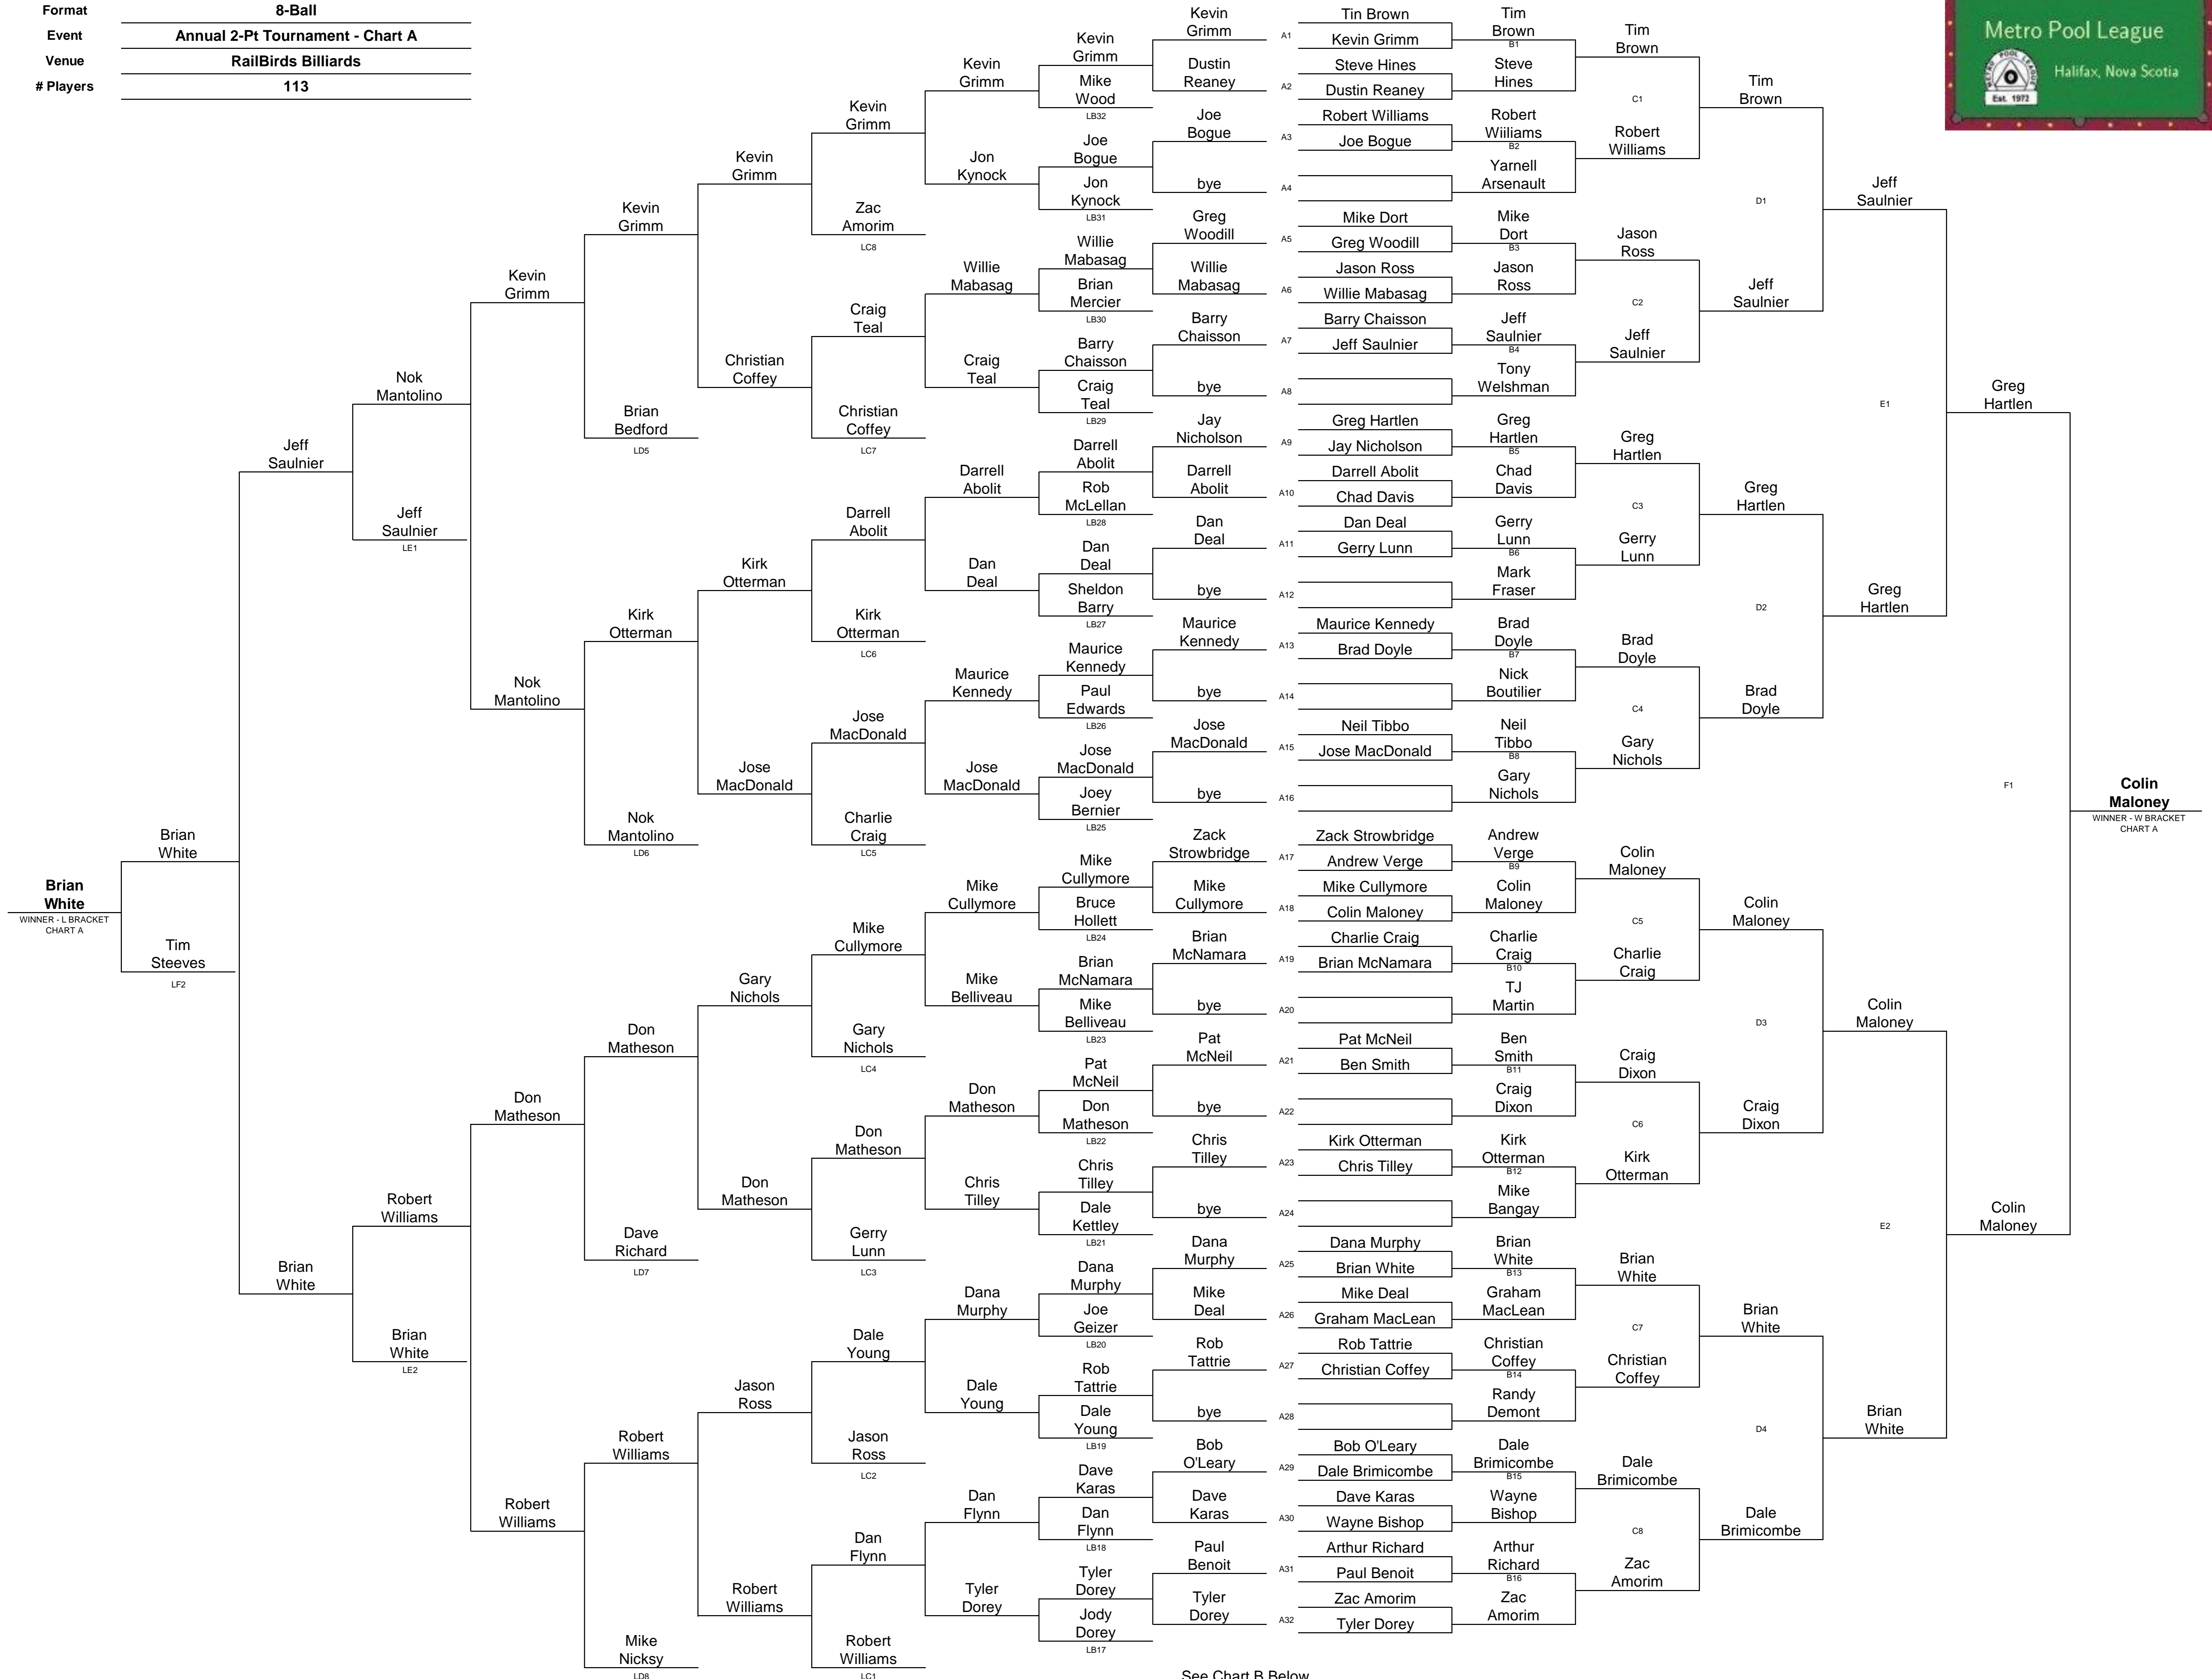 Format
8-Ball
Event
Annual 2-Pt Tournament - Chart A
Venue
RailBirds Billiards
# Players
113
Metro Pool League
Halifax, Nova Scotia
METRO POOL LEAGUE
Est. 1972
Brian
White
WINNER - L BRACKET
CHART A
Brian
White
Tim
Steeves
LF2
Jeff
Saulnier
Brian
White
Nok
Mantolino
Jeff
Saulnier
LE1
Robert
Williams
Brian
White
LE2
Kevin
Grimm
Nok
Mantolino
Don
Matheson
Robert
Williams
Kevin
Grimm
Brian
Bedford
LD5
Kirk
Otterman
Nok
Mantolino
LD6
Don
Matheson
Dave
Richard
LD7
Robert
Williams
Mike
Nicksy
LD8
Kevin
Grimm
Christian
Coffey
Kirk
Otterman
Jose
MacDonald
Gary
Nichols
Don
Matheson
Jason
Ross
Robert
Williams
Kevin
Grimm
Zac
Amorim
LC8
Craig
Teal
Christian
Coffey
LC7
Darrell
Abolit
Kirk
Otterman
LC6
Jose
MacDonald
Charlie
Craig
LC5
Mike
Cullymore
Gary
Nichols
LC4
Don
Matheson
Gerry
Lunn
LC3
Dale
Young
Jason
Ross
LC2
Dan
Flynn
Robert
Williams
LC1
Kevin
Grimm
Jon
Kynock
Willie
Mabasag
Craig
Teal
Darrell
Abolit
Dan
Deal
Maurice
Kennedy
Jose
MacDonald
Mike
Cullymore
Mike
Belliveau
Don
Matheson
Chris
Tilley
Dana
Murphy
Dale
Young
Dan
Flynn
Tyler
Dorey
Kevin
Grimm
Mike
Wood
LB32
Joe
Bogue
Jon
Kynock
LB31
Willie
Mabasag
Brian
Mercier
LB30
Barry
Chaisson
Craig
Teal
LB29
Darrell
Abolit
Rob
McLellan
LB28
Dan
Deal
Sheldon
Barry
LB27
Maurice
Kennedy
Paul
Edwards
LB26
Jose
MacDonald
Joey
Bernier
LB25
Mike
Cullymore
Bruce
Hollett
LB24
Brian
McNamara
Mike
Belliveau
LB23
Pat
McNeil
Don
Matheson
LB22
Chris
Tilley
Dale
Kettley
LB21
Dana
Murphy
Joe
Geizer
LB20
Rob
Tattrie
Dale
Young
LB19
Dave
Karas
Dan
Flynn
LB18
Tyler
Dorey
Jody
Dorey
LB17
Kevin
Grimm
Dustin
Reaney
Joe
Bogue
bye
Greg
Woodill
Willie
Mabasag
Barry
Chaisson
bye
Jay
Nicholson
Darrell
Abolit
Dan
Deal
bye
Maurice
Kennedy
bye
Jose
MacDonald
bye
Zack
Strowbridge
Mike
Cullymore
Brian
McNamara
bye
Pat
McNeil
bye
Chris
Tilley
bye
Dana
Murphy
Mike
Deal
Rob
Tattrie
bye
Bob
O'Leary
Dave
Karas
Paul
Benoit
Tyler
Dorey
A1
A2
A3
A4
A5
A6
A7
A8
A9
A10
A11
A12
A13
A14
A15
A16
A17
A18
A19
A20
A21
A22
A23
A24
A25
A26
A27
A28
A29
A30
A31
A32
Tin Brown
Kevin Grimm
Steve Hines
Dustin Reaney
Robert Williams
Joe Bogue
Mike Dort
Greg Woodill
Jason Ross
Willie Mabasag
Barry Chaisson
Jeff Saulnier
Greg Hartlen
Jay Nicholson
Darrell Abolit
Chad Davis
Dan Deal
Gerry Lunn
Maurice Kennedy
Brad Doyle
Neil Tibbo
Jose MacDonald
Zack Strowbridge
Andrew Verge
Mike Cullymore
Colin Maloney
Charlie Craig
Brian McNamara
Pat McNeil
Ben Smith
Kirk Otterman
Chris Tilley
Dana Murphy
Brian White
Mike Deal
Graham MacLean
Rob Tattrie
Christian Coffey
Bob O'Leary
Dale Brimicombe
Dave Karas
Wayne Bishop
Arthur Richard
Paul Benoit
Zac Amorim
Tyler Dorey
Tim
Brown
B1
Steve
Hines
Robert
Wiiliams
B2
Yarnell
Arsenault
Mike
Dort
B3
Jason
Ross
Jeff
Saulnier
B4
Tony
Welshman
Greg
Hartlen
B5
Chad
Davis
Gerry
Lunn
B6
Mark
Fraser
Brad
Doyle
B7
Nick
Boutilier
Neil
Tibbo
B8
Gary
Nichols
Andrew
Verge
B9
Colin
Maloney
Charlie
Craig
B10
TJ
Martin
Ben
Smith
B11
Craig
Dixon
Kirk
Otterman
B12
Mike
Bangay
Brian
White
B13
Graham
MacLean
Christian
Coffey
B14
Randy
Demont
Dale
Brimicombe
B15
Wayne
Bishop
Arthur
Richard
B16
Zac
Amorim
Tim
Brown
C1
Robert
Williams
Jason
Ross
C2
Jeff
Saulnier
Greg
Hartlen
C3
Gerry
Lunn
Brad
Doyle
C4
Gary
Nichols
Colin
Maloney
C5
Charlie
Craig
Craig
Dixon
C6
Kirk
Otterman
Brian
White
C7
Christian
Coffey
Dale
Brimicombe
C8
Zac
Amorim
Tim
Brown
D1
Jeff
Saulnier
Greg
Hartlen
D2
Brad
Doyle
Colin
Maloney
D3
Craig
Dixon
Brian
White
D4
Dale
Brimicombe
Jeff
Saulnier
E1
Greg
Hartlen
Colin
Maloney
E2
Brian
White
Greg
Hartlen
F1
Colin
Maloney
Colin
Maloney
WINNER - W BRACKET
CHART A
See Chart B Below